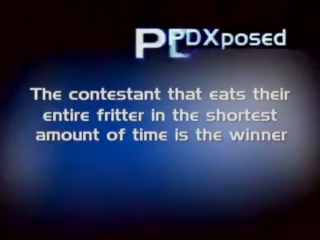 PDXposed
The contestant that eats their
entire fritter in the shortest
amount of time is the winner